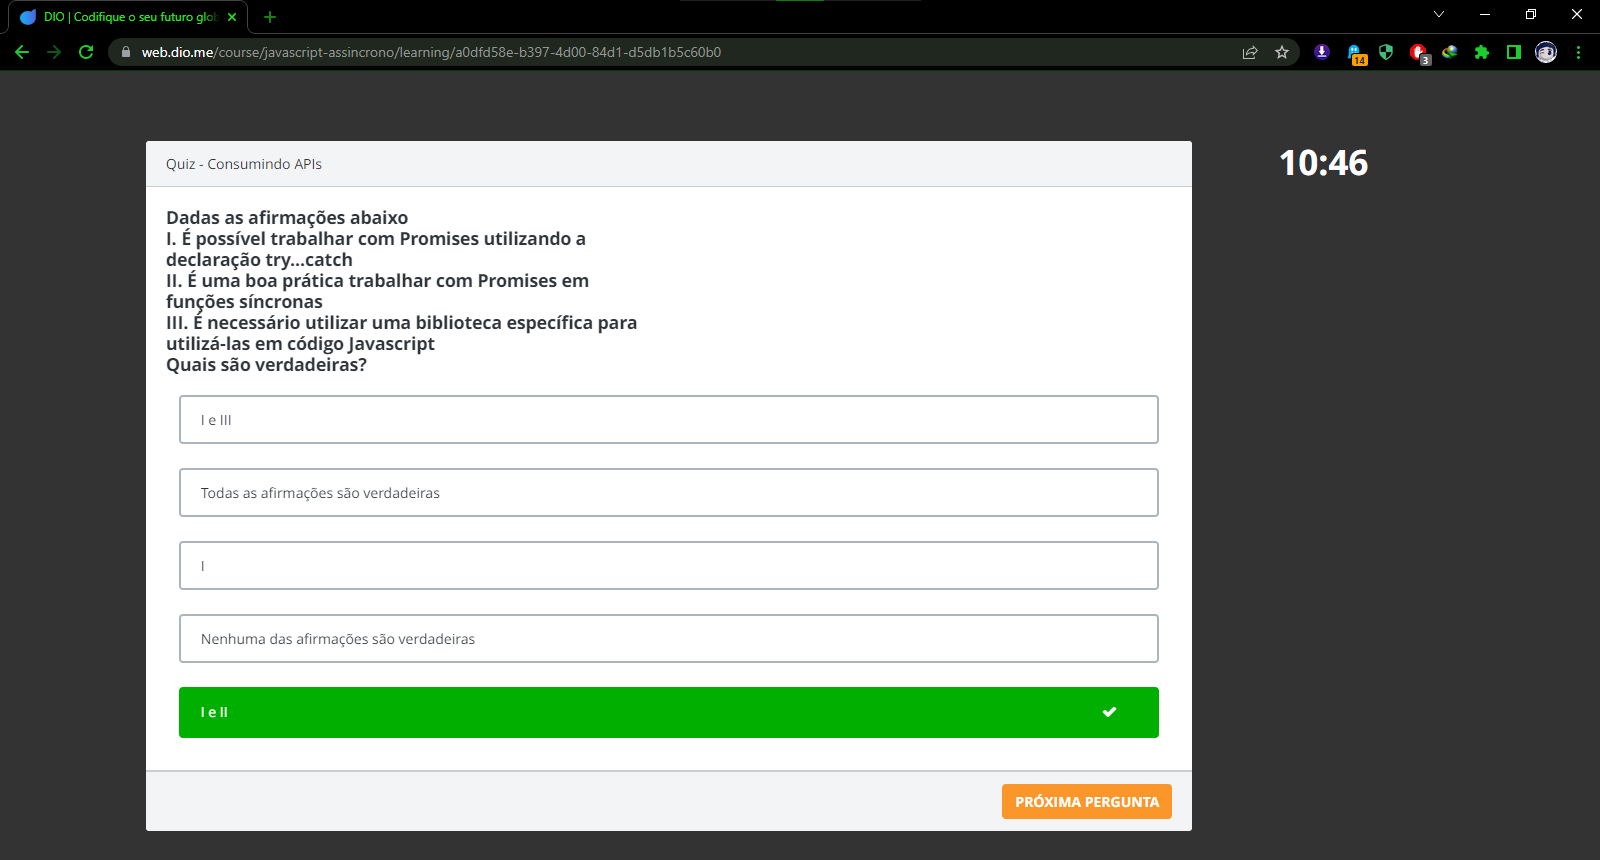 DIO | Codifique o seu futuro glob
web.dio.me/course/javascript-assincrono/learning/a0dfd58e-b397-4d00-84d1-d5db1b5c60b0
14
3
Quiz - Consumindo APIs
10:46
Dadas as afirmações abaixo
I. É possível trabalhar com Promises utilizando a
declaração try...catch
II. É uma boa prática trabalhar com Promises em
funções síncronas
III. É necessário utilizar uma biblioteca específica para
utilizá-las em código Javascript
Quais são verdadeiras?
I e III
Todas as afirmações são verdadeiras
I
Nenhuma das afirmações são verdadeiras
I e II
PRÓXIMA PERGUNTA